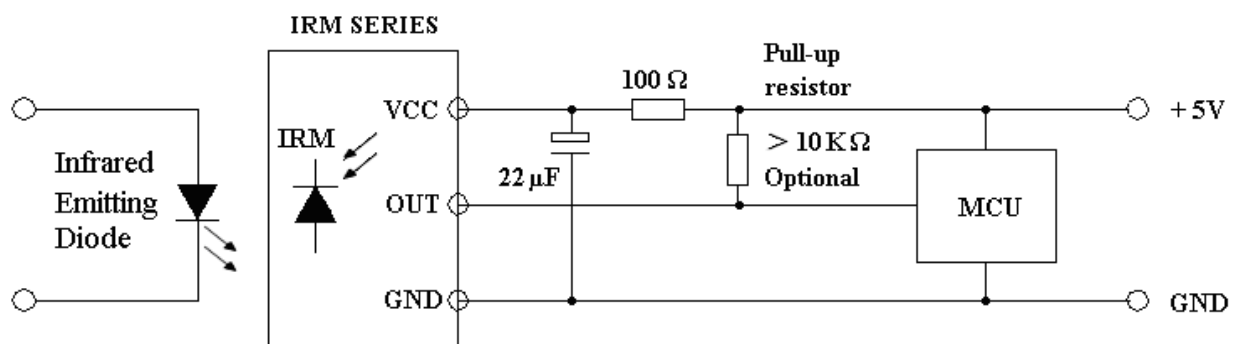 IRM SERIES
Infrared
Emitting
Diode
IRM
VCC
OUT
GND
22 μF
100 Ω
Pull-up
resistor
> 10 K Ω
Optional
MCU
+ 5V
GND